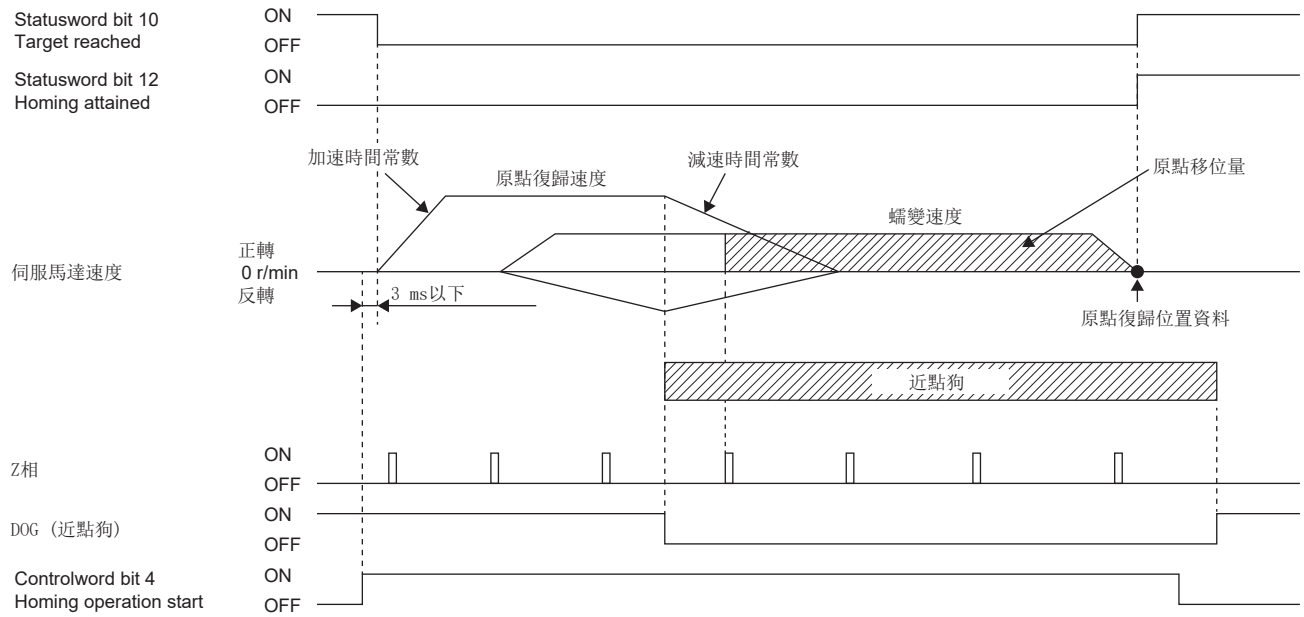 Statusword bit 10
Target reached
ON
OFF
Statusword bit 12
Homing attained
ON
OFF
加速時間常數
原點復歸速度
減速時間常數
原點移位量
蠕變速度
伺服馬達速度
正轉
0 r/min
反轉
3 ms以下
原點復歸位置資料
近點狗
Z相
ON
OFF
DOG (近點狗)
ON
OFF
Controlword bit 4
Homing operation start
ON
OFF